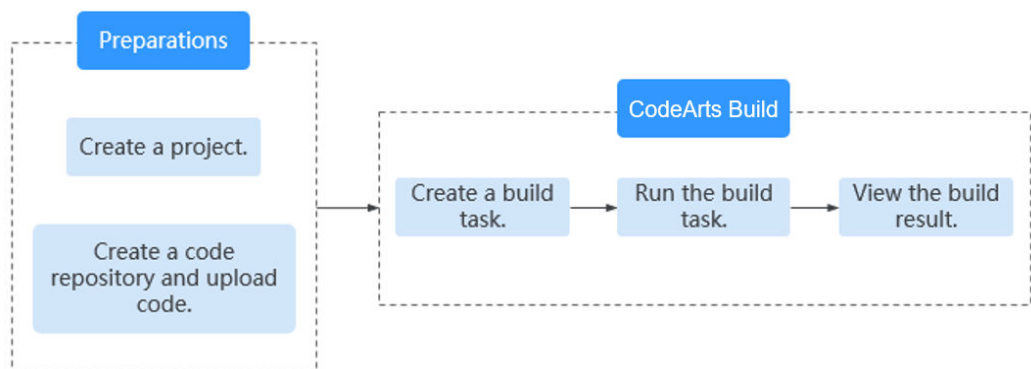 Preparations
Create a project.
Create a code
repository and upload
code.
CodeArts Build
Create a build
task.
Run the build
task.
View the build
result.